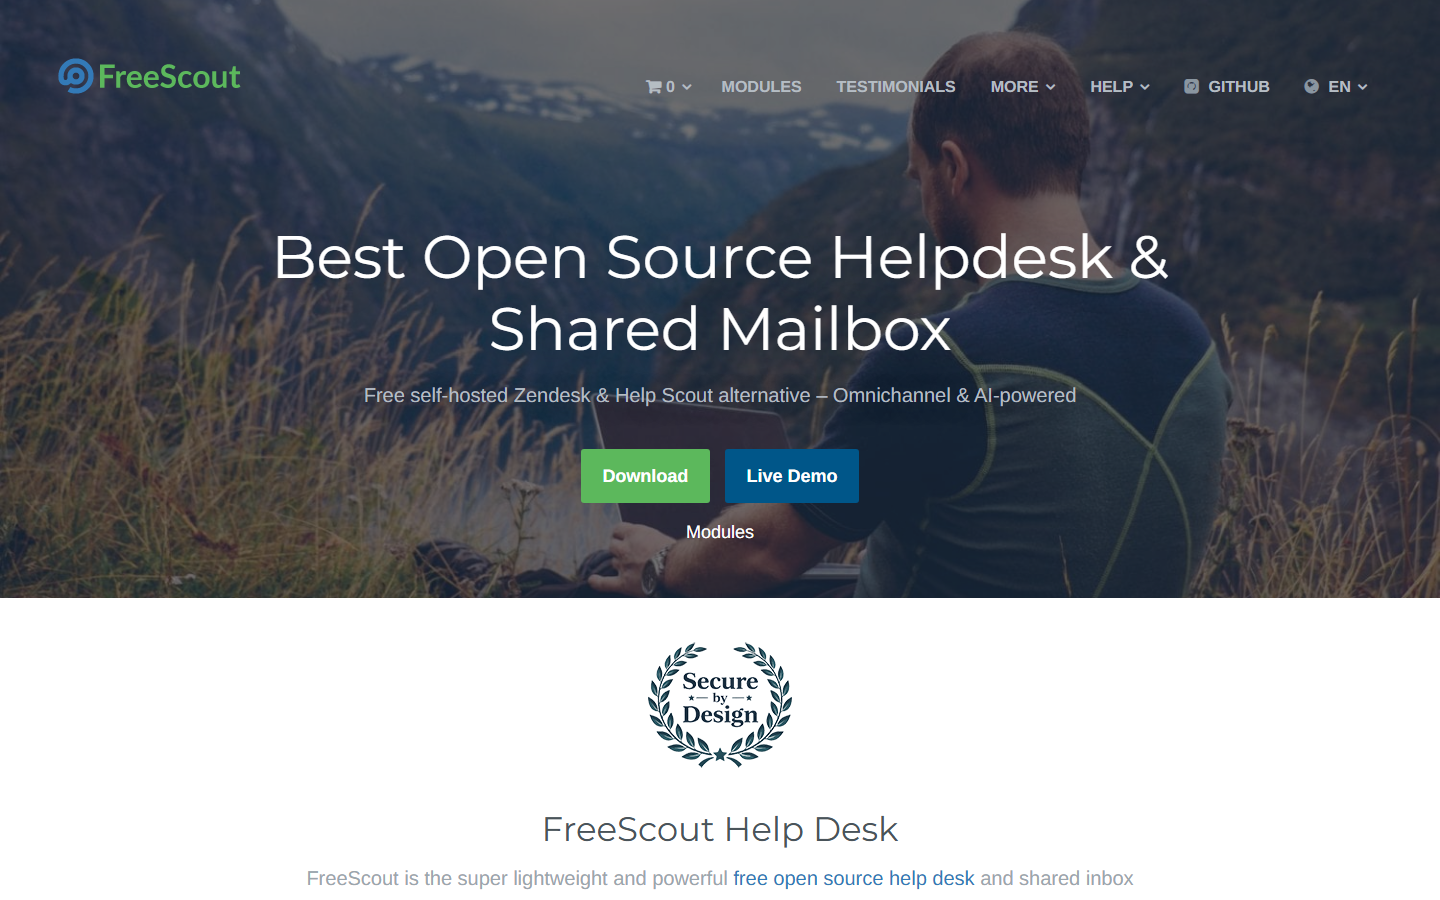 FreeScout
0
MODULES
TESTIMONIALS
MORE
HELP
GITHUB
EN
Best Open Source Helpdesk &
Shared Mailbox
Free self-hosted Zendesk & Help Scout alternative – Omnichannel & AI-powered
Download
Live Demo
Modules
Secure
by
Design
FreeScout Help Desk
FreeScout is the super lightweight and powerful free open source help desk and shared inbox